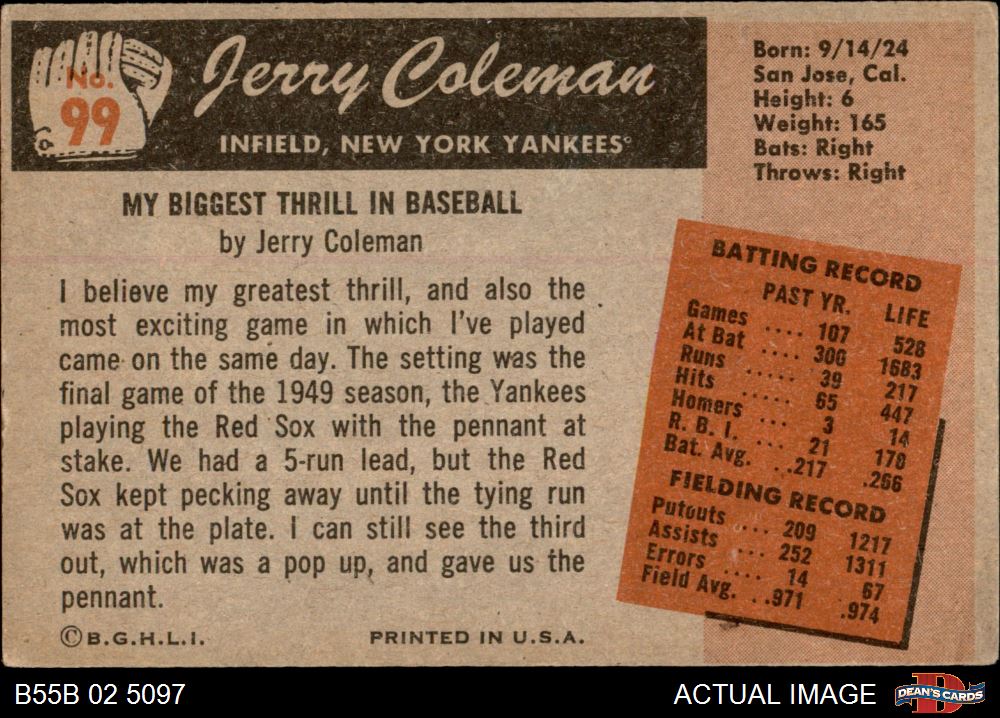 No.
99
Jerry Coleman
INFIELD, NEW YORK YANKEES
Born: 9/14/24
San Jose, Cal.
Height: 6
Weight: 165
Bats: Right
Throws: Right
MY BIGGEST THRILL IN BASEBALL
by Jerry Coleman
I believe my greatest thrill, and also the
most exciting game in which I've played
came on the same day. The setting was the
final game of the 1949 season, the Yankees
playing the Red Sox with the pennant at
stake. We had a 5-run lead, but the Red
Sox kept pecking away until the tying run
was at the plate. I can still see the third
out, which was a pop up, and gave us the
pennant.
©B.G.H.L.I. PRINTED IN U.S.A.
BATTING RECORD
PAST YR. LIFE
Games .... 107 528
At Bat .... 300 1683
Runs ..... 39 217
Hits ..... 65 447
Homers ... 3 14
R. B. I. ... 21 178
Bat. Avg. ..217 .266
FIELDING RECORD
Putouts ... 209 1217
Assists ... 252 1311
Errors .... 14 67
Field Avg. ..971 .974
B55B 02 5097
ACTUAL IMAGE
D
DEAN'S CARDS